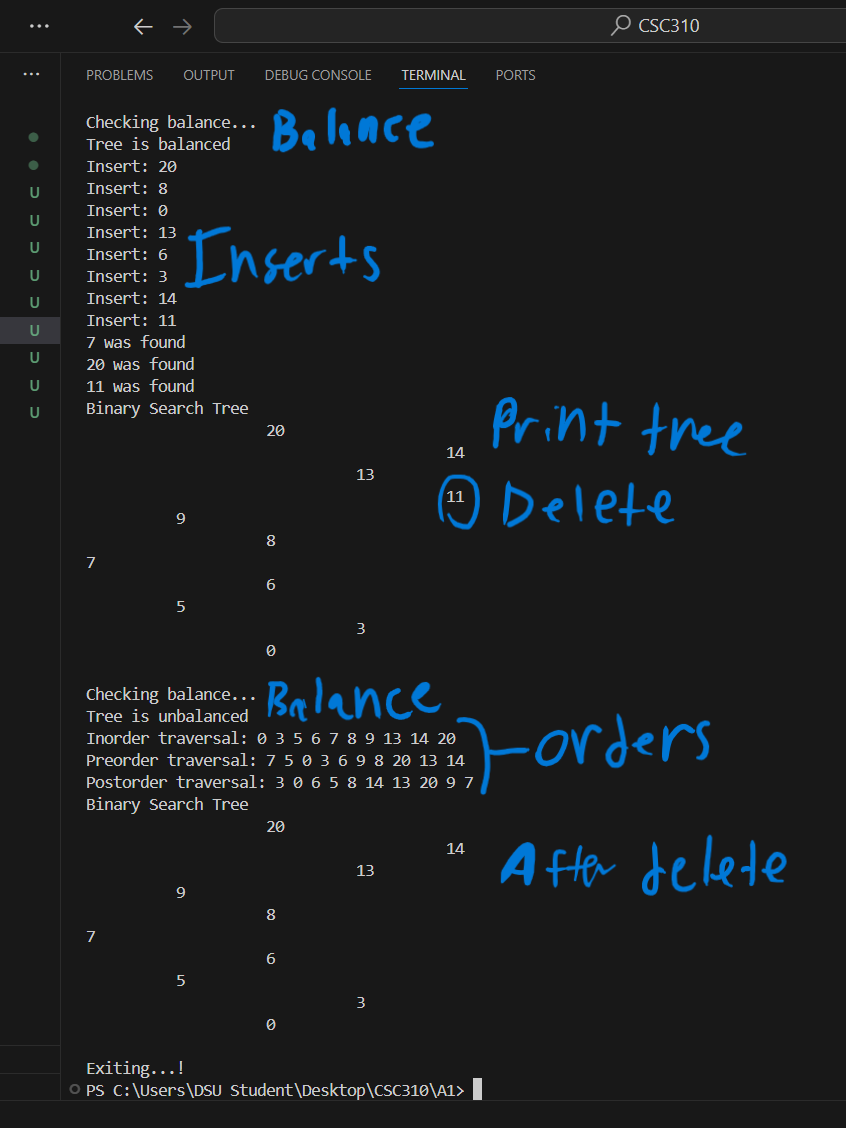 CSC310
PROBLEMS OUTPUT DEBUG CONSOLE TERMINAL PORTS
Checking balance... Balance
Tree is balanced
Insert: 20
Insert: 8
U
Insert: 0
U
Insert: 13
U
Insert: 6 Inserts
U
Insert: 3
U
Insert: 14
U
Insert: 11
U
7 was found
U
20 was found
U
11 was found
U
Binary Search Tree
20 Print tree
14
13
11 Delete
9
8
7
6
5
3
0
Checking balance... Balance
Tree is unbalanced
Inorder traversal: 0 3 5 6 7 8 9 13 14 20
Preorder traversal: 7 5 0 3 6 9 8 20 13 14 orders
Postorder traversal: 3 0 6 5 8 14 13 20 9 7
Binary Search Tree
20
14
13 After delete
9
8
7
6
5
3
0
Exiting...!
PS C:\Users\DSU Student\Desktop\CSC310\A1>